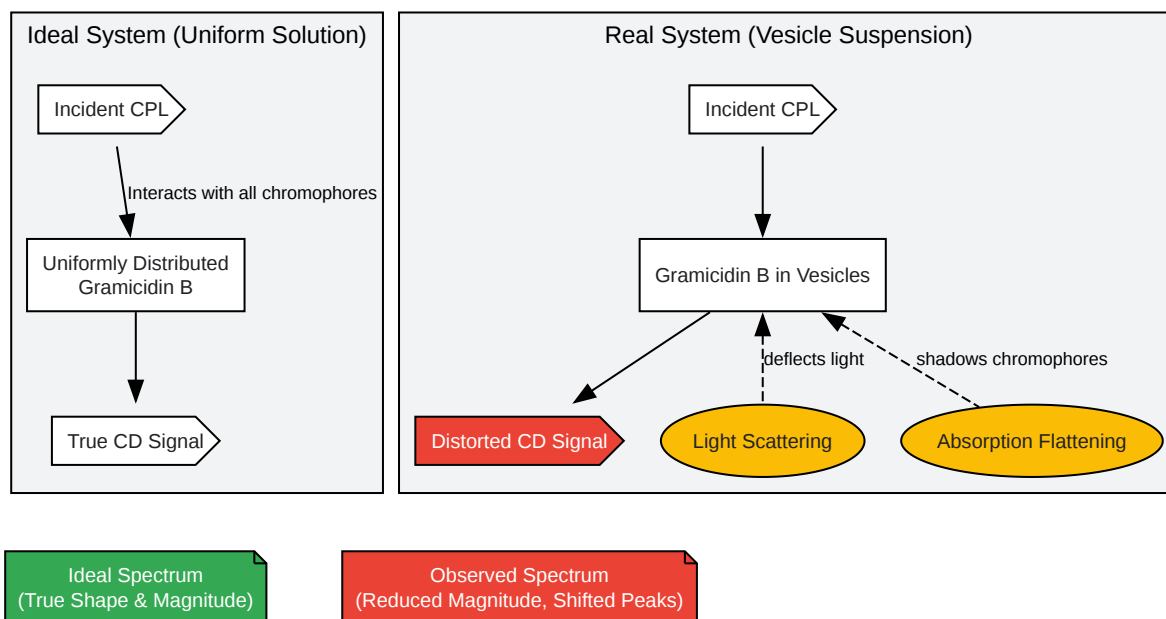 Ideal System (Uniform Solution)
Incident CPL
Interacts with all chromophores
Uniformly Distributed
Gramicidin B
True CD Signal
Real System (Vesicle Suspension)
Incident CPL
Gramicidin B in Vesicles
deflects light
shadows chromophores
Distorted CD Signal
Light Scattering
Absorption Flattening
Ideal Spectrum
(True Shape & Magnitude)
Observed Spectrum
(Reduced Magnitude, Shifted Peaks)